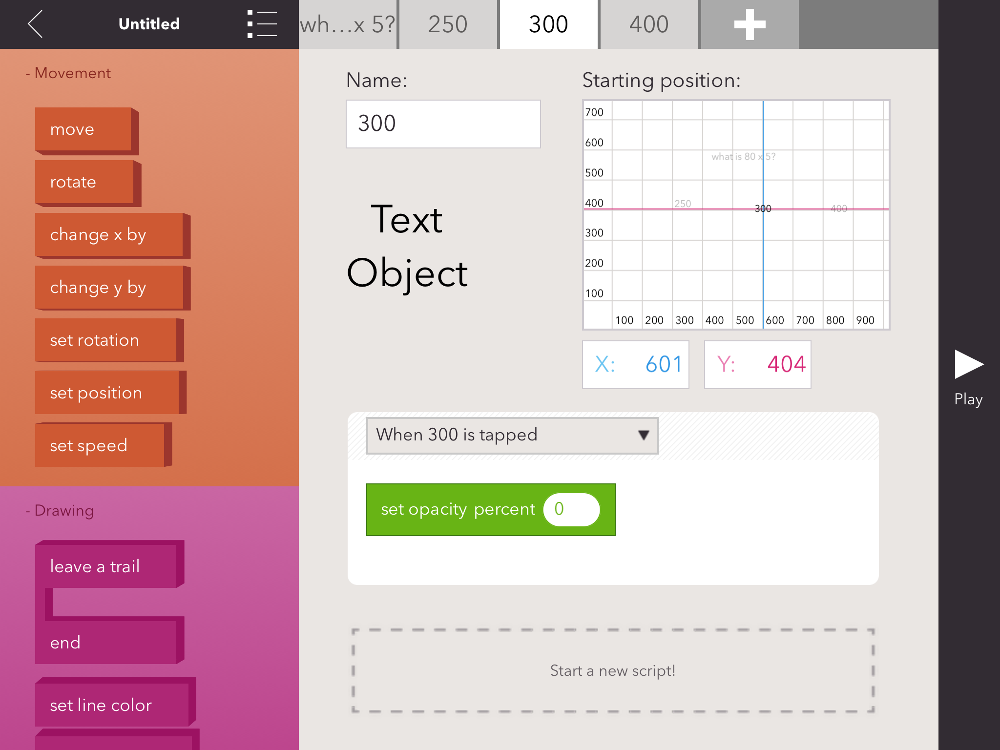 Untitled
wh...x 5?
250
300
400
- Movement
move
rotate
change x by
change y by
set rotation
set position
set speed
- Drawing
leave a trail
end
set line color
Name:
300
Text
Object
Starting position:
700
600
what is 80 x 5?
500
400
250
300
400
300
200
100
100 200 300 400 500 600 700 800 900
X: 601
Y: 404
When 300 is tapped
set opacity percent 0
Start a new script!
Play